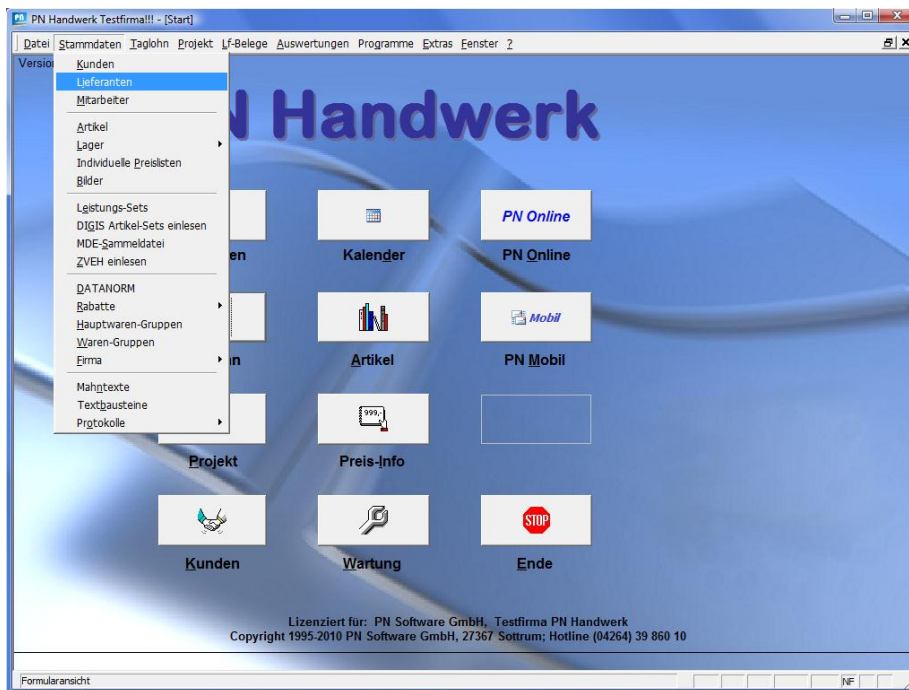 PN Handwerk Testfirma!!! - [Start]
Datei Stammdaten Taglohn Projekt Lf-Belege Auswertungen Programme Extras Fenster ?
Kunden
Lieferanten
Mitarbeiter
Artikel
Lager
Individuelle Preislisten
Bilder
Leistungs-Sets
DIGIS Artikel-Sets einlesen
MDE-Sammeldatei
ZVEH einlesen
DATANORM
Rabatte
Hauptwaren-Gruppen
Waren-Gruppen
Firma
Mahntexte
Textbausteine
Protokolle
Handwerk
PN Online
Kalender PN Online
Mobil
Artikel PN Mobil
999,-
Projekt Preis-Info
STOP
Kunden Wartung Ende
Lizenziert für: PN Software GmbH, Testfirma PN Handwerk
Copyright 1995-2010 PN Software GmbH, 27367 Sottrum; Hotline (04264) 39 860 10
Formularansicht NF